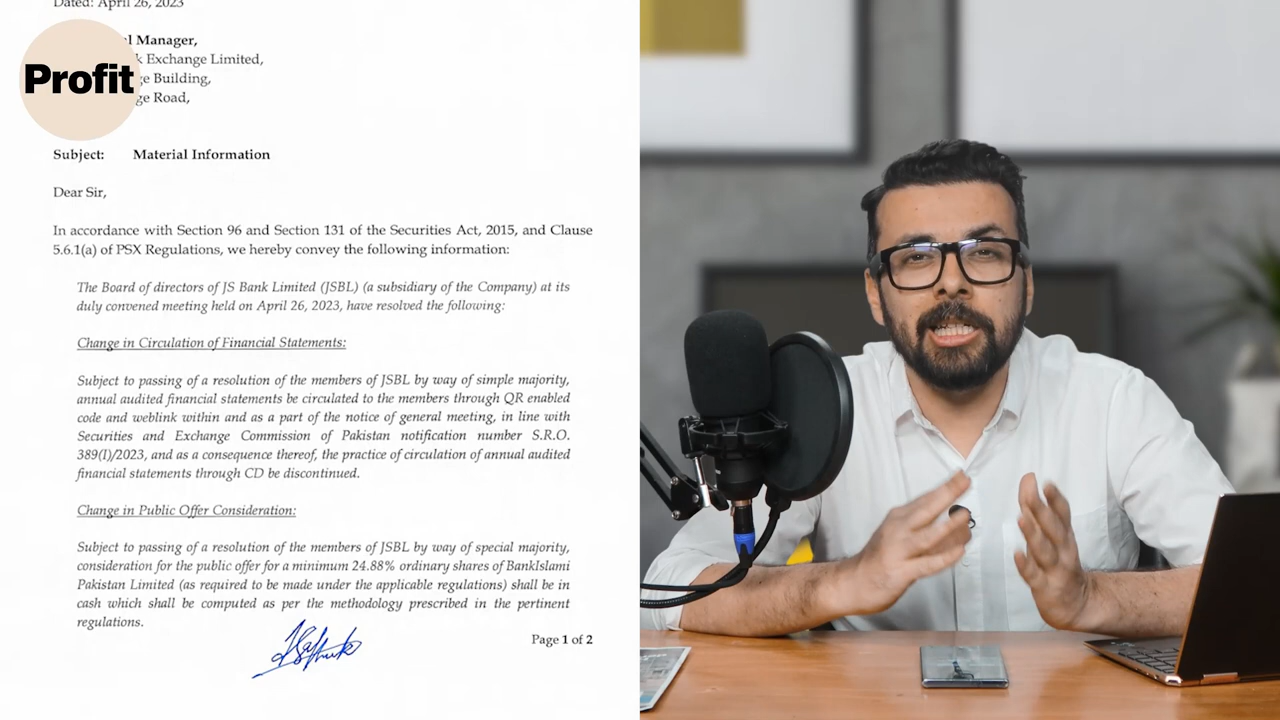 Dated: April 26, 2023
Profit
l Manager,
k Exchange Limited,
ge Building,
ge Road,
Subject: Material Information
Dear Sir,
In accordance with Section 96 and Section 131 of the Securities Act, 2015, and Clause
5.6.1(a) of PSX Regulations, we hereby convey the following information:
The Board of directors of JS Bank Limited (JSBL) (a subsidiary of the Company) at its
duly convened meeting held on April 26, 2023, have resolved the following:
Change in Circulation of Financial Statements:
Subject to passing of a resolution of the members of JSBL by way of simple majority,
annual audited financial statements be circulated to the members through QR enabled
code and weblink within and as a part of the notice of general meeting, in line with
Securities and Exchange Commission of Pakistan notification number S.R.O.
389(I)/2023, and as a consequence thereof, the practice of circulation of annual audited
financial statements through CD be discontinued.
Change in Public Offer Consideration:
Subject to passing of a resolution of the members of JSBL by way of special majority,
consideration for the public offer for a minimum 24.88% ordinary shares of BankIslami
Pakistan Limited (as required to be made under the applicable regulations) shall be in
cash which shall be computed as per the methodology prescribed in the pertinent
regulations.
Page 1 of 2